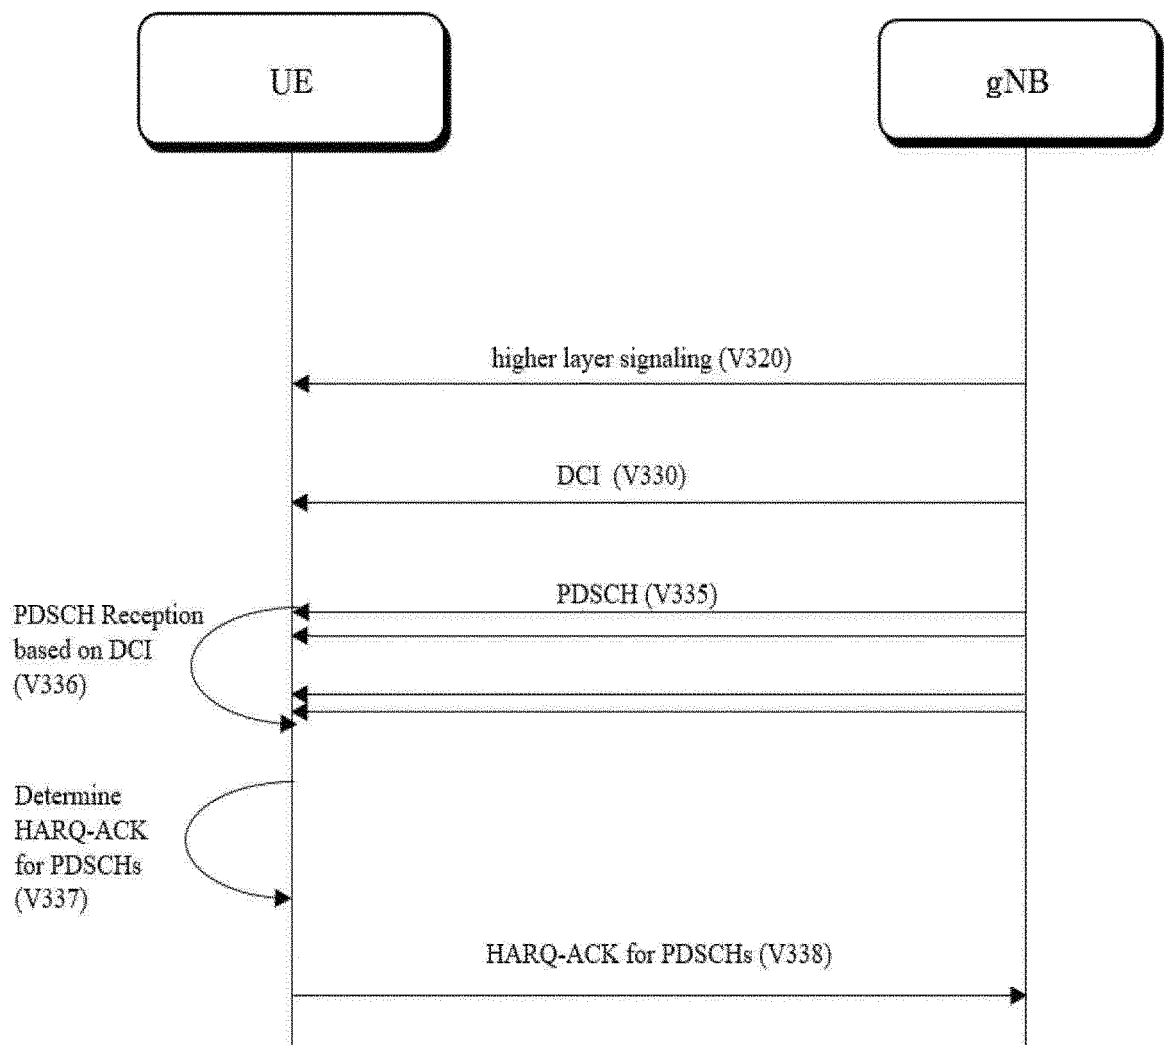 UE
gNB
higher layer signaling (V320)
DCI (V330)
PDSCH (V335)
PDSCH Reception
based on DCI
(V336)
Determine
HARQ-ACK
for PDSCHs
(V337)
HARQ-ACK for PDSCHs (V338)